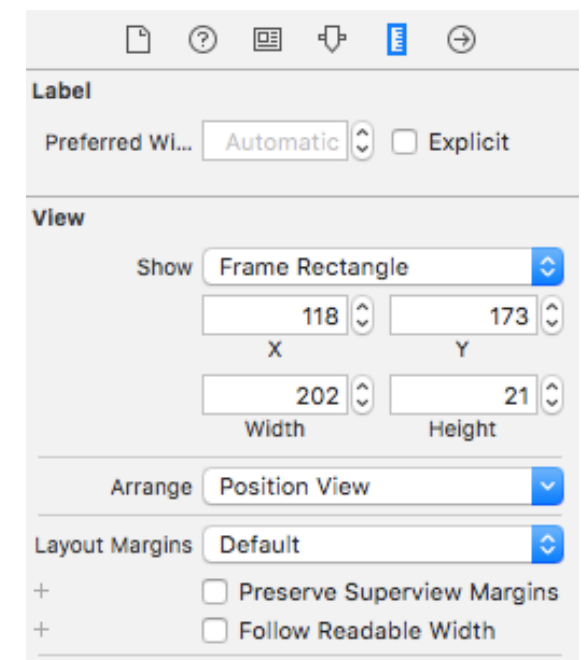 Label
Preferred Wi... Automatic Explicit
View
Show Frame Rectangle
118 173
X Y
202 21
Width Height
Arrange Position View
Layout Margins Default
+ Preserve Superview Margins
+ Follow Readable Width